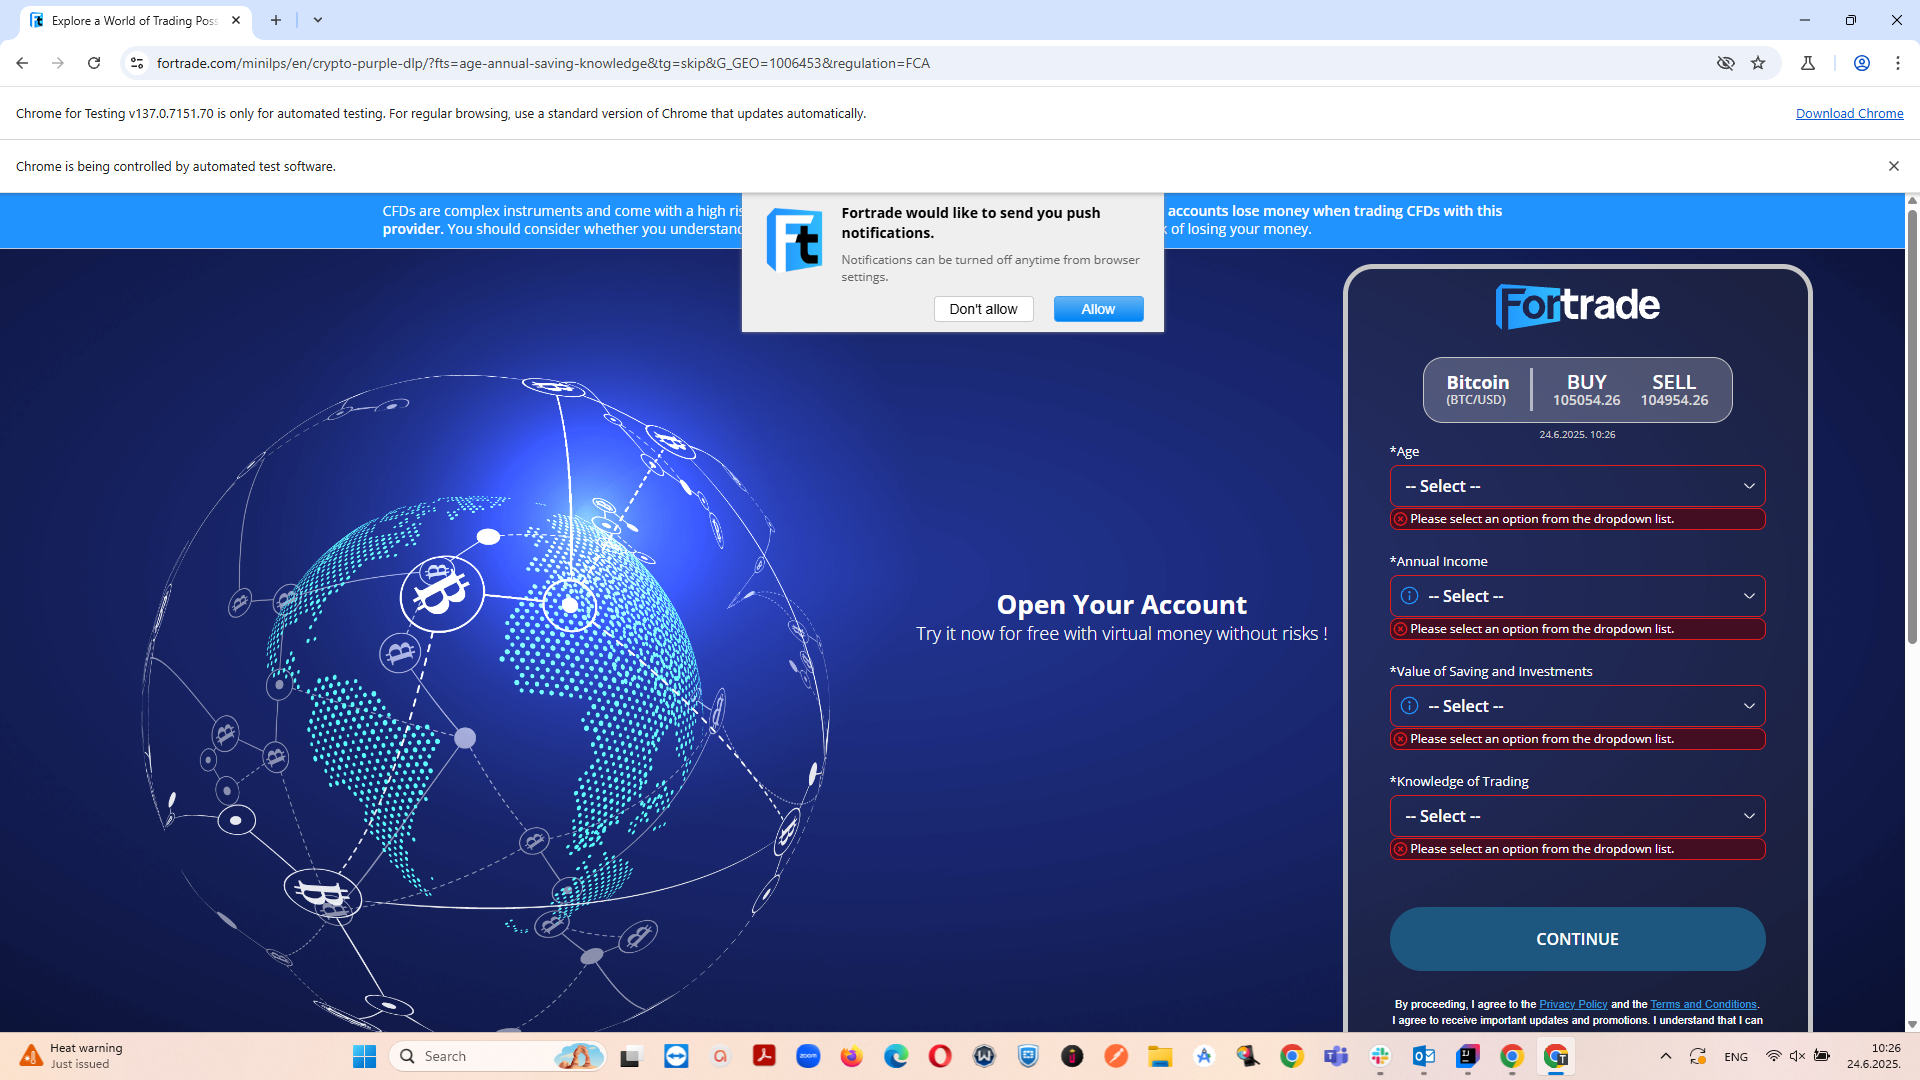 Explore a World of Trading Poss
fortrade.com/minilps/en/crypto-purple-dlp/?fts=age-annual-saving-knowledge&tg=skip&G_GEO=1006453&regulation=FCA
Chrome for Testing v137.0.7151.70 is only for automated testing. For regular browsing, use a standard version of Chrome that updates automatically.
Download Chrome
Chrome is being controlled by automated test software.
CFDs are complex instruments and come with a high ris
accounts lose money when trading CFDs with this
provider. You should consider whether you understand
of losing your money.
Ft
Fortrade would like to send you push
notifications.
Notifications can be turned off anytime from browser
settings.
Don't allow
Allow
Fortrade
Bitcoin
(BTC/USD)
BUY
105054.26
SELL
104954.26
24.6.2025. 10:26
*Age
-- Select --
Please select an option from the dropdown list.
*Annual Income
-- Select --
Please select an option from the dropdown list.
*Value of Saving and Investments
-- Select --
Please select an option from the dropdown list.
*Knowledge of Trading
-- Select --
Please select an option from the dropdown list.
Open Your Account
Try it now for free with virtual money without risks !
CONTINUE
By proceeding, I agree to the Privacy Policy and the Terms and Conditions.
I agree to receive important updates and promotions. I understand that I can
Heat warning
Just issued
Search
zoom
ENG
10:26
24.6.2025.